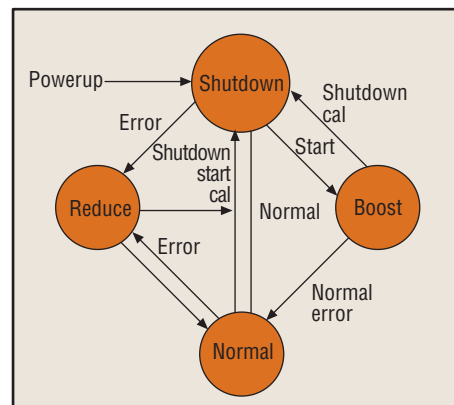 Powerup
Shutdown
Shutdown
cal
Error
Start
Shutdown
start
cal
Reduce
Normal
Boost
Error
Normal
error
Normal